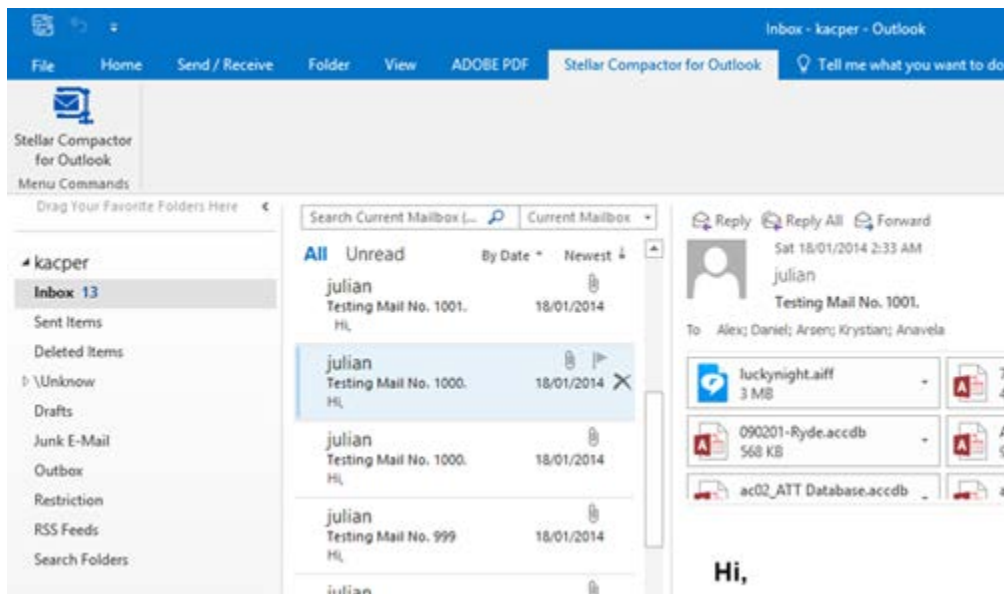 Inbox - kacper - Outlook
File Home Send / Receive Folder View ADOBE PDF Stellar Compactor for Outlook Tell me what you want to do
Stellar Compactor
for Outlook
Menu Commands
Drag Your Favorite Folders Here
kacper
Inbox 13
Sent Items
Deleted Items
\Unknow
Drafts
Junk E-Mail
Outbox
Restriction
RSS Feeds
Search Folders
Search Current Mailbox (... Current Mailbox
All Unread By Date Newest
julian
Testing Mail No. 1001. 18/01/2014
Hi,
julian
Testing Mail No. 1000. 18/01/2014
Hi,
julian
Testing Mail No. 1000. 18/01/2014
Hi,
julian
Testing Mail No. 999 18/01/2014
Hi,
julian
Reply Reply All Forward
Sat 18/01/2014 2:33 AM
julian
Testing Mail No. 1001.
To Alex; Daniel; Arsen; Krystian; Anavela
luckynight.aiff
3 MB
090201-Ryde.accdb
568 KB
ac02_ATT Database.accdb
Hi,